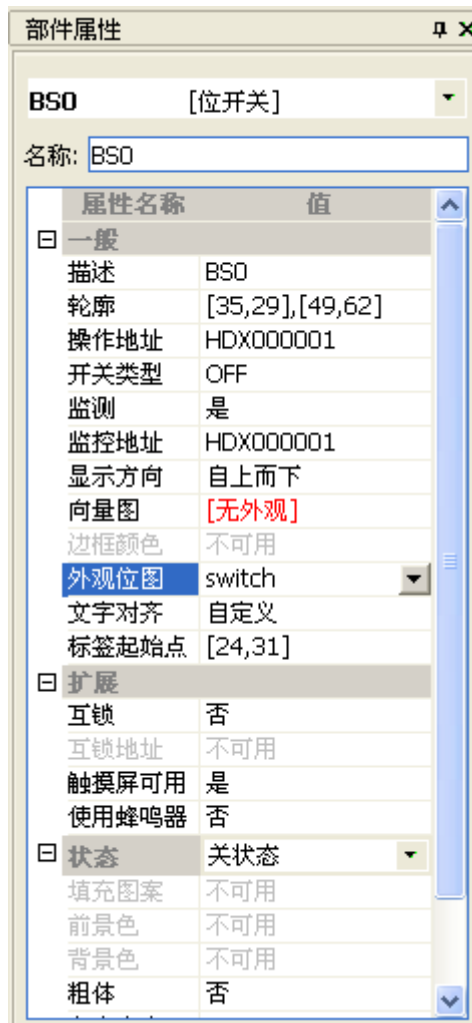 部件属性
BS0 [位开关]
名称: BS0
属性名称 值
一般
描述 BS0
轮廓 [35,29],[49,62]
操作地址 HDX000001
开关类型 OFF
监测 是
监控地址 HDX000001
显示方向 自上而下
向量图 [无外观]
边框颜色 不可用
外观位图 switch
文字对齐 自定义
标签起始点 [24,31]
扩展
互锁 否
互锁地址 不可用
触摸屏可用 是
使用蜂鸣器 否
状态 关状态
填充图案 不可用
前景色 不可用
背景色 不可用
粗体 否